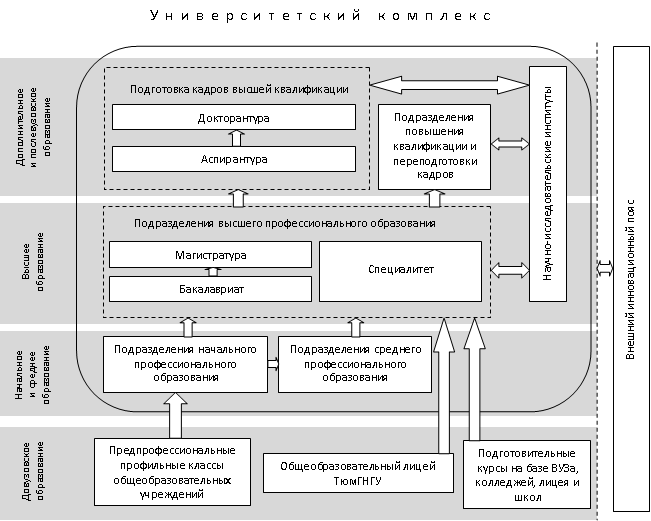 Университетский комплекс
Дополнительное
и послевузовское
образование
Подготовка кадров высшей квалификации
Докторантура
Аспирантура
Подразделения
повышения
квалификации и
переподготовки
кадров
Научно-исследовательские институты
Внешний инновационный пояс
Высшее
образование
Подразделения высшего профессионального образования
Магистратура
Бакалавриат
Специалитет
Начальное
и среднее
образование
Подразделения начального
профессионального
образования
Подразделения среднего
профессионального
образования
Довузовское
образование
Предпрофессиональные
профильные классы
общеобразовательных
учреждений
Общеобразовательный лицей
ТюмГНГУ
Подготовительные
курсы на базе ВУЗа,
колледжей, лицея и
школ